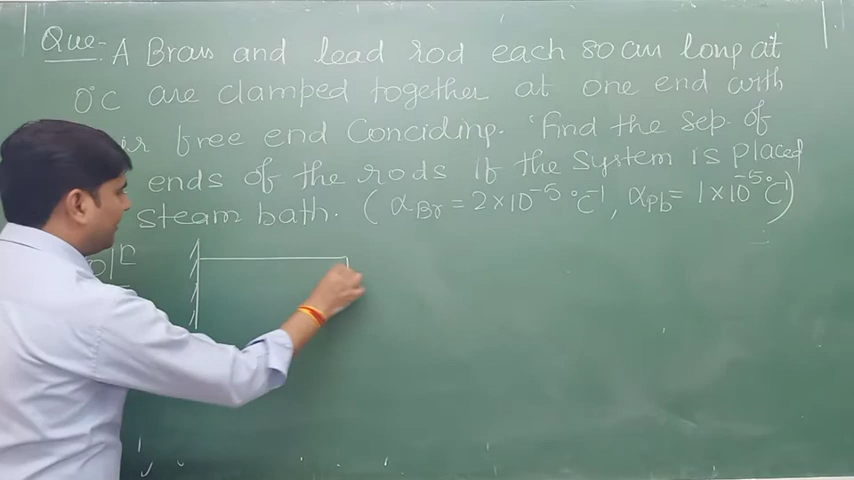 Que:- A Brass and lead rod each 80 cm long at
0°C are clamped together at one end with
ir free end Conciding. Find the Sep. of
ends of the rods if the system is placed
steam bath. ( αBr = 2×10⁻⁵ °C⁻¹, αPb = 1×10⁻⁵ °C⁻¹)